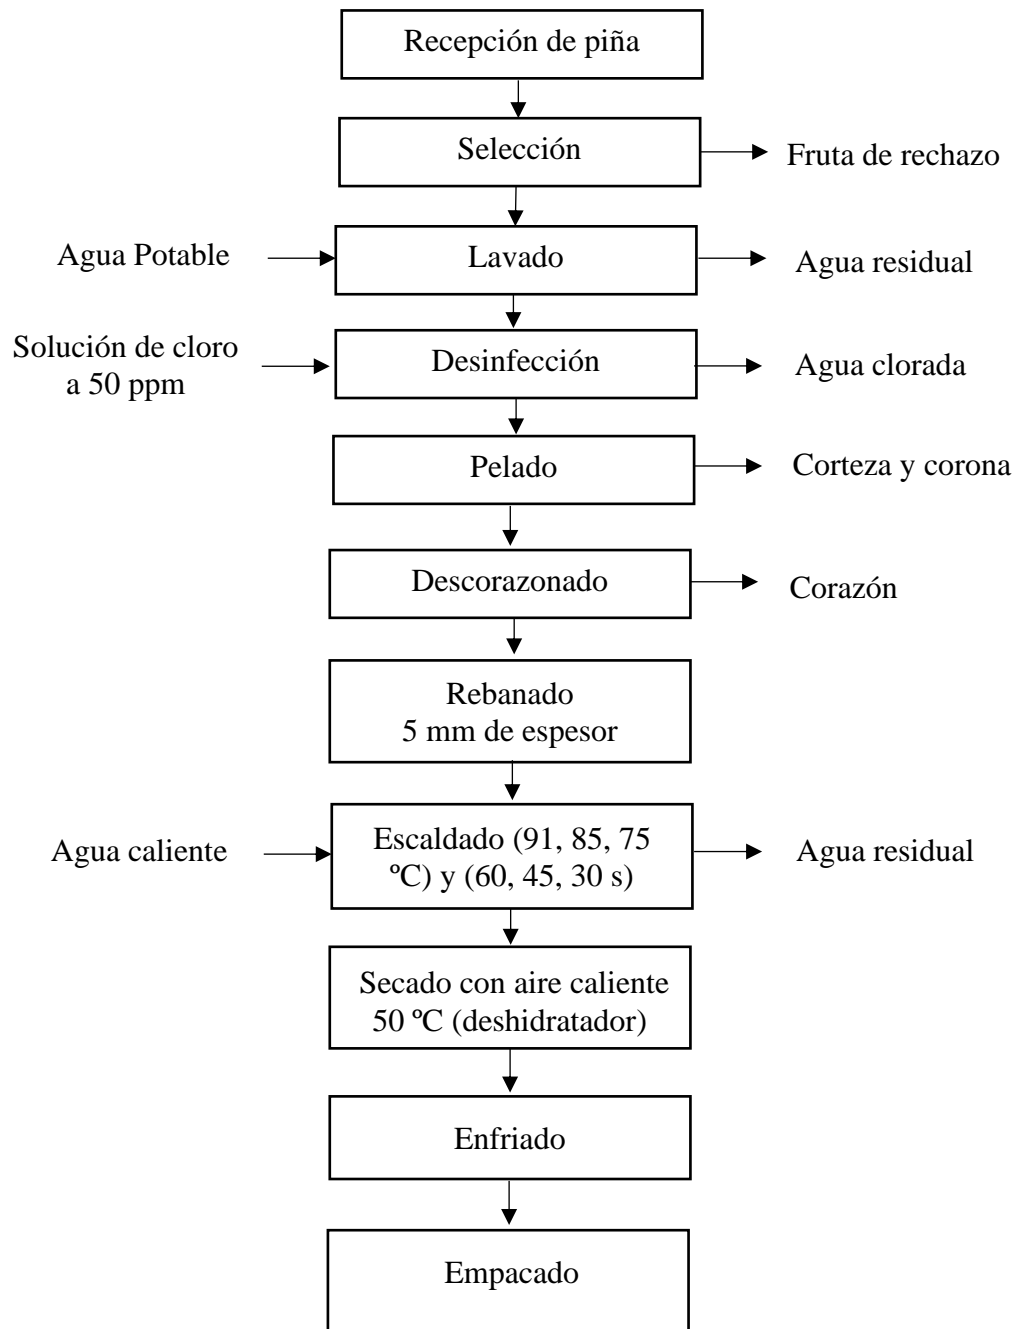 Recepción de piña
Selección
Fruta de rechazo
Agua Potable
Lavado
Agua residual
Solución de cloro
a 50 ppm
Desinfección
Agua clorada
Pelado
Corteza y corona
Descorazonado
Corazón
Rebanado
5 mm de espesor
Agua caliente
Escaldado (91, 85, 75
ºC) y (60, 45, 30 s)
Agua residual
Secado con aire caliente
50 ºC (deshidratador)
Enfriado
Empacado